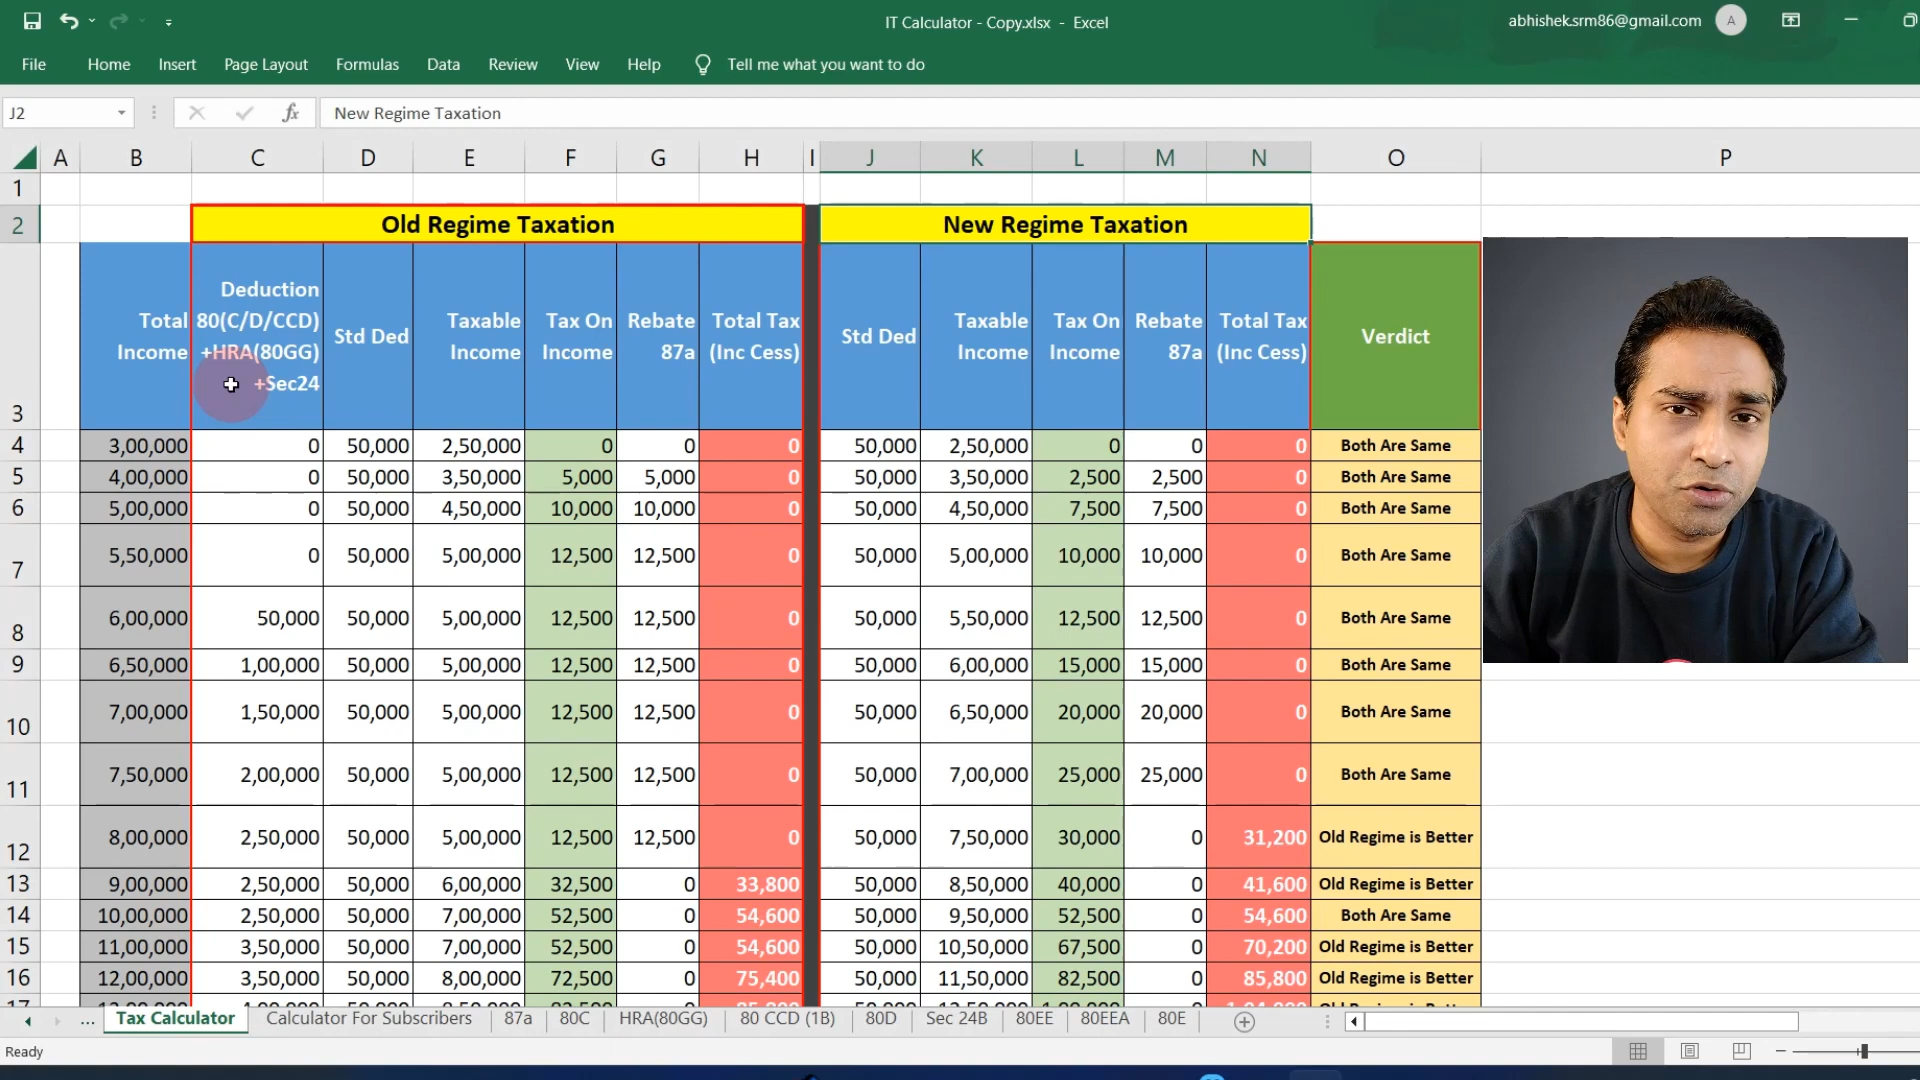 IT Calculator - Copy.xlsx - Excel
abhishek.srm86@gmail.com A
File Home Insert Page Layout Formulas Data Review View Help Tell me what you want to do
J2 fx New Regime Taxation
A B C D E F G H I J K L M N O P
1
2 Old Regime Taxation New Regime Taxation
3 Total Income Deduction 80(C/D/CCD) +HRA(80GG) +Sec24 Std Ded Taxable Income Tax On Income Rebate 87a Total Tax (Inc Cess) Std Ded Taxable Income Tax On Income Rebate 87a Total Tax (Inc Cess) Verdict
4 3,00,000 0 50,000 2,50,000 0 0 0 50,000 2,50,000 0 0 0 Both Are Same
5 4,00,000 0 50,000 3,50,000 5,000 5,000 0 50,000 3,50,000 2,500 2,500 0 Both Are Same
6 5,00,000 0 50,000 4,50,000 10,000 10,000 0 50,000 4,50,000 7,500 7,500 0 Both Are Same
7 5,50,000 0 50,000 5,00,000 12,500 12,500 0 50,000 5,00,000 10,000 10,000 0 Both Are Same
8 6,00,000 50,000 50,000 5,00,000 12,500 12,500 0 50,000 5,50,000 12,500 12,500 0 Both Are Same
9 6,50,000 1,00,000 50,000 5,00,000 12,500 12,500 0 50,000 6,00,000 15,000 15,000 0 Both Are Same
10 7,00,000 1,50,000 50,000 5,00,000 12,500 12,500 0 50,000 6,50,000 20,000 20,000 0 Both Are Same
11 7,50,000 2,00,000 50,000 5,00,000 12,500 12,500 0 50,000 7,00,000 25,000 25,000 0 Both Are Same
12 8,00,000 2,50,000 50,000 5,00,000 12,500 12,500 0 50,000 7,50,000 30,000 0 31,200 Old Regime is Better
13 9,00,000 2,50,000 50,000 6,00,000 32,500 0 33,800 50,000 8,50,000 40,000 0 41,600 Old Regime is Better
14 10,00,000 2,50,000 50,000 7,00,000 52,500 0 54,600 50,000 9,50,000 52,500 0 54,600 Both Are Same
15 11,00,000 3,50,000 50,000 7,00,000 52,500 0 54,600 50,000 10,50,000 67,500 0 70,200 Old Regime is Better
16 12,00,000 3,50,000 50,000 8,00,000 72,500 0 75,400 50,000 11,50,000 82,500 0 85,800 Old Regime is Better
... Tax Calculator Calculator For Subscribers 87a 80C HRA(80GG) 80 CCD (1B) 80D Sec 24B 80EE 80EEA 80E
Ready